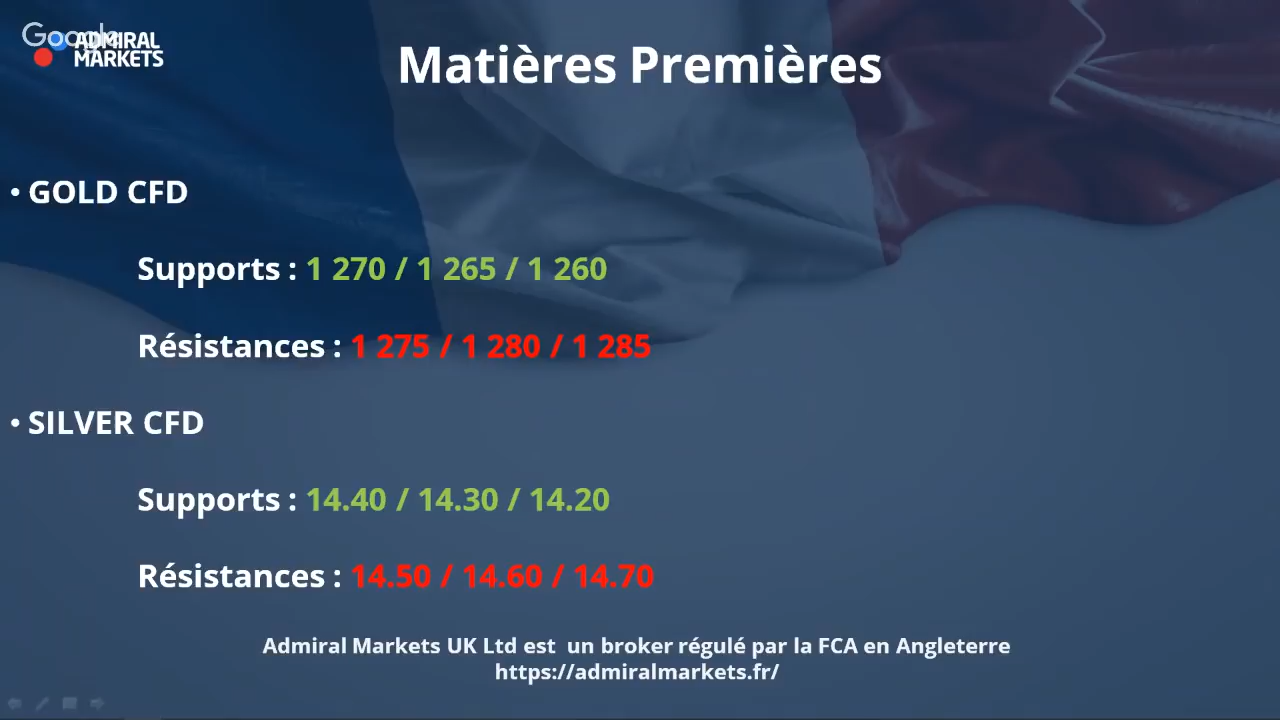 Google
ADMIRAL
MARKETS
Matières Premières
• GOLD CFD
Supports : 1 270 / 1 265 / 1 260
Résistances : 1 275 / 1 280 / 1 285
• SILVER CFD
Supports : 14.40 / 14.30 / 14.20
Résistances : 14.50 / 14.60 / 14.70
Admiral Markets UK Ltd est  un broker régulé par la FCA en Angleterre
https://admiralmarkets.fr/